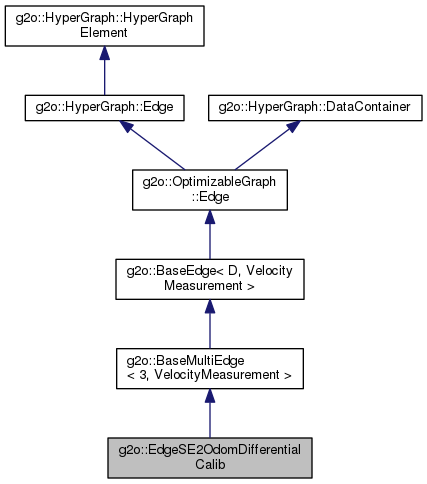 g2o::HyperGraph::HyperGraph
Element
g2o::HyperGraph::Edge
g2o::HyperGraph::DataContainer
g2o::OptimizableGraph
::Edge
g2o::BaseEdge< D, Velocity
Measurement >
g2o::BaseMultiEdge
< 3, VelocityMeasurement >
g2o::EdgeSE2OdomDifferential
Calib